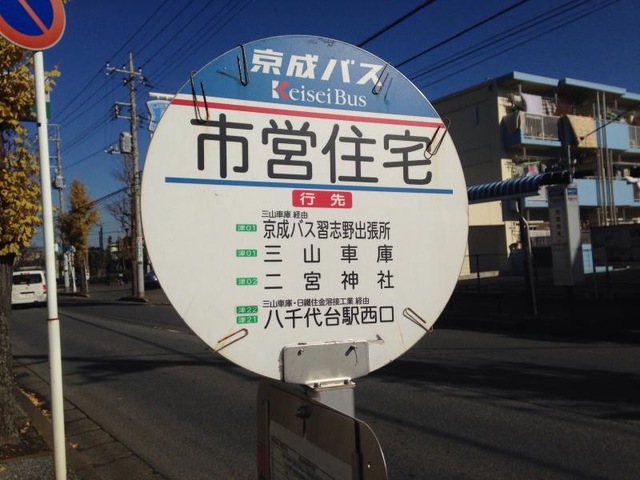 京成バス
KeiseiBus
市営住宅
行先
三山車庫 経由
津01 京成バス習志野出張所
津01 三山車庫
津02 二宮神社
三山車庫・日鐵住金溶接工業 経由
津22 津21 八千代台駅西口